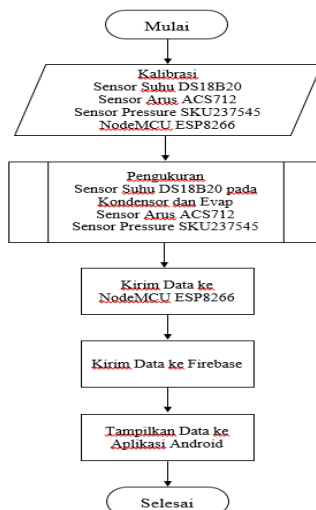 Mulai
Kalibrasi
Sensor Suhu DS18B20
Sensor Arus ACS712
Sensor Pressure SKU237545
NodeMCU ESP8266
Pengukuran
Sensor Suhu DS18B20 pada
Kondensor dan Evap
Sensor Arus ACS712
Sensor Pressure SKU237545
Kirim Data ke
NodeMCU ESP8266
Kirim Data ke Firebase
Tampilkan Data ke
Aplikasi Android
Selesai